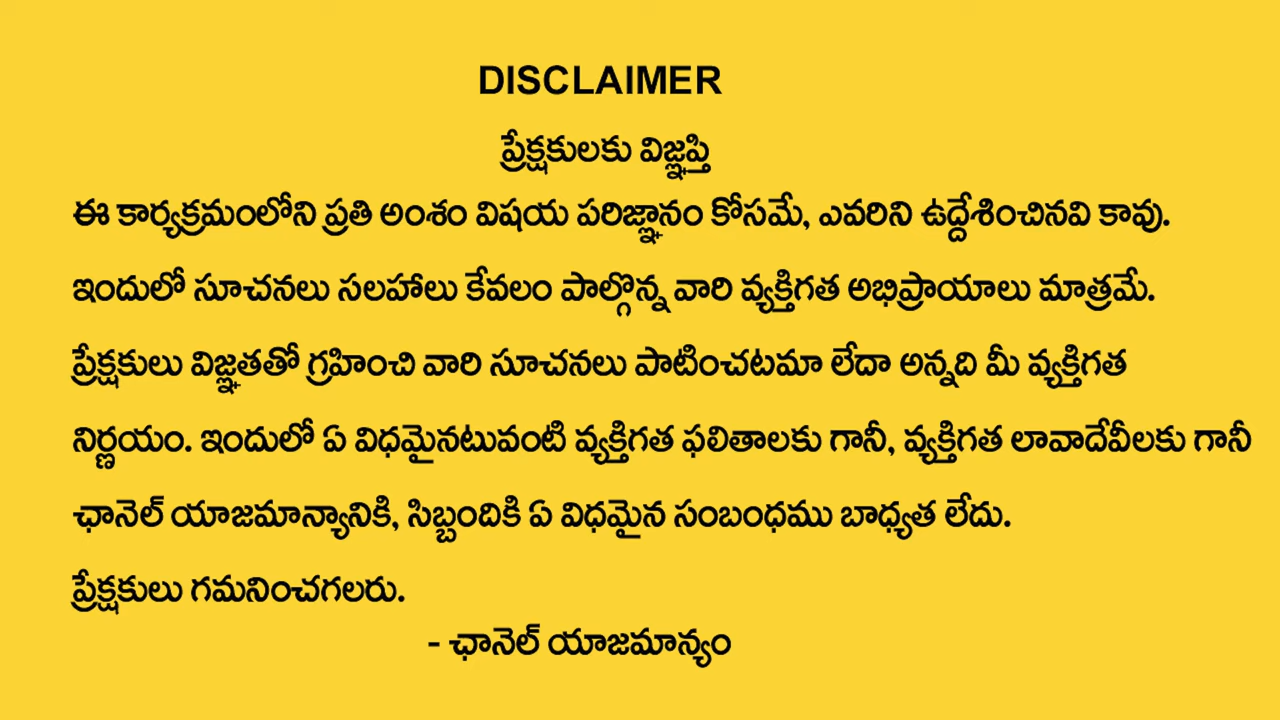 DISCLAIMER
ప్రేక్షకులకు విజ్ఞప్తి
ఈ కార్యక్రమంలోని ప్రతి అంశం విషయ పరిజ్ఞానం కోసమే, ఎవరిని ఉద్దేశించినవి కావు.
ఇందులో సూచనలు సలహాలు కేవలం పాల్గొన్న వారి వ్యక్తిగత అభిప్రాయాలు మాత్రమే.
ప్రేక్షకులు విజ్ఞతతో గ్రహించి వారి సూచనలు పాటించటమా లేదా అన్నది మీ వ్యక్తిగత
నిర్ణయం. ఇందులో ఏ విధమైనటువంటి వ్యక్తిగత ఫలితాలకు గానీ, వ్యక్తిగత లావాదేవీలకు గానీ
ఛానెల్ యాజమాన్యానికి, సిబ్బందికి ఏ విధమైన సంబంధము బాధ్యత లేదు.
ప్రేక్షకులు గమనించగలరు.
- ఛానెల్ యాజమాన్యం